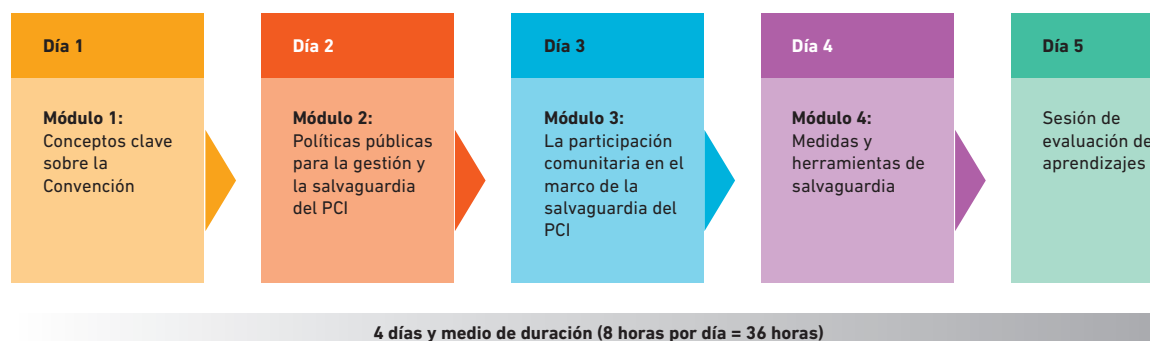 Día 1
Módulo 1:
Conceptos clave
sobre la
Convención
Día 2
Módulo 2:
Políticas públicas
para la gestión y
la salvaguardia
del PCI
Día 3
Módulo 3:
La participación
comunitaria en el
marco de la
salvaguardia del
PCI
Día 4
Módulo 4:
Medidas y
herramientas de
salvaguardia
Día 5
Sesión de
evaluación de
aprendizajes
4 días y medio de duración (8 horas por día = 36 horas)